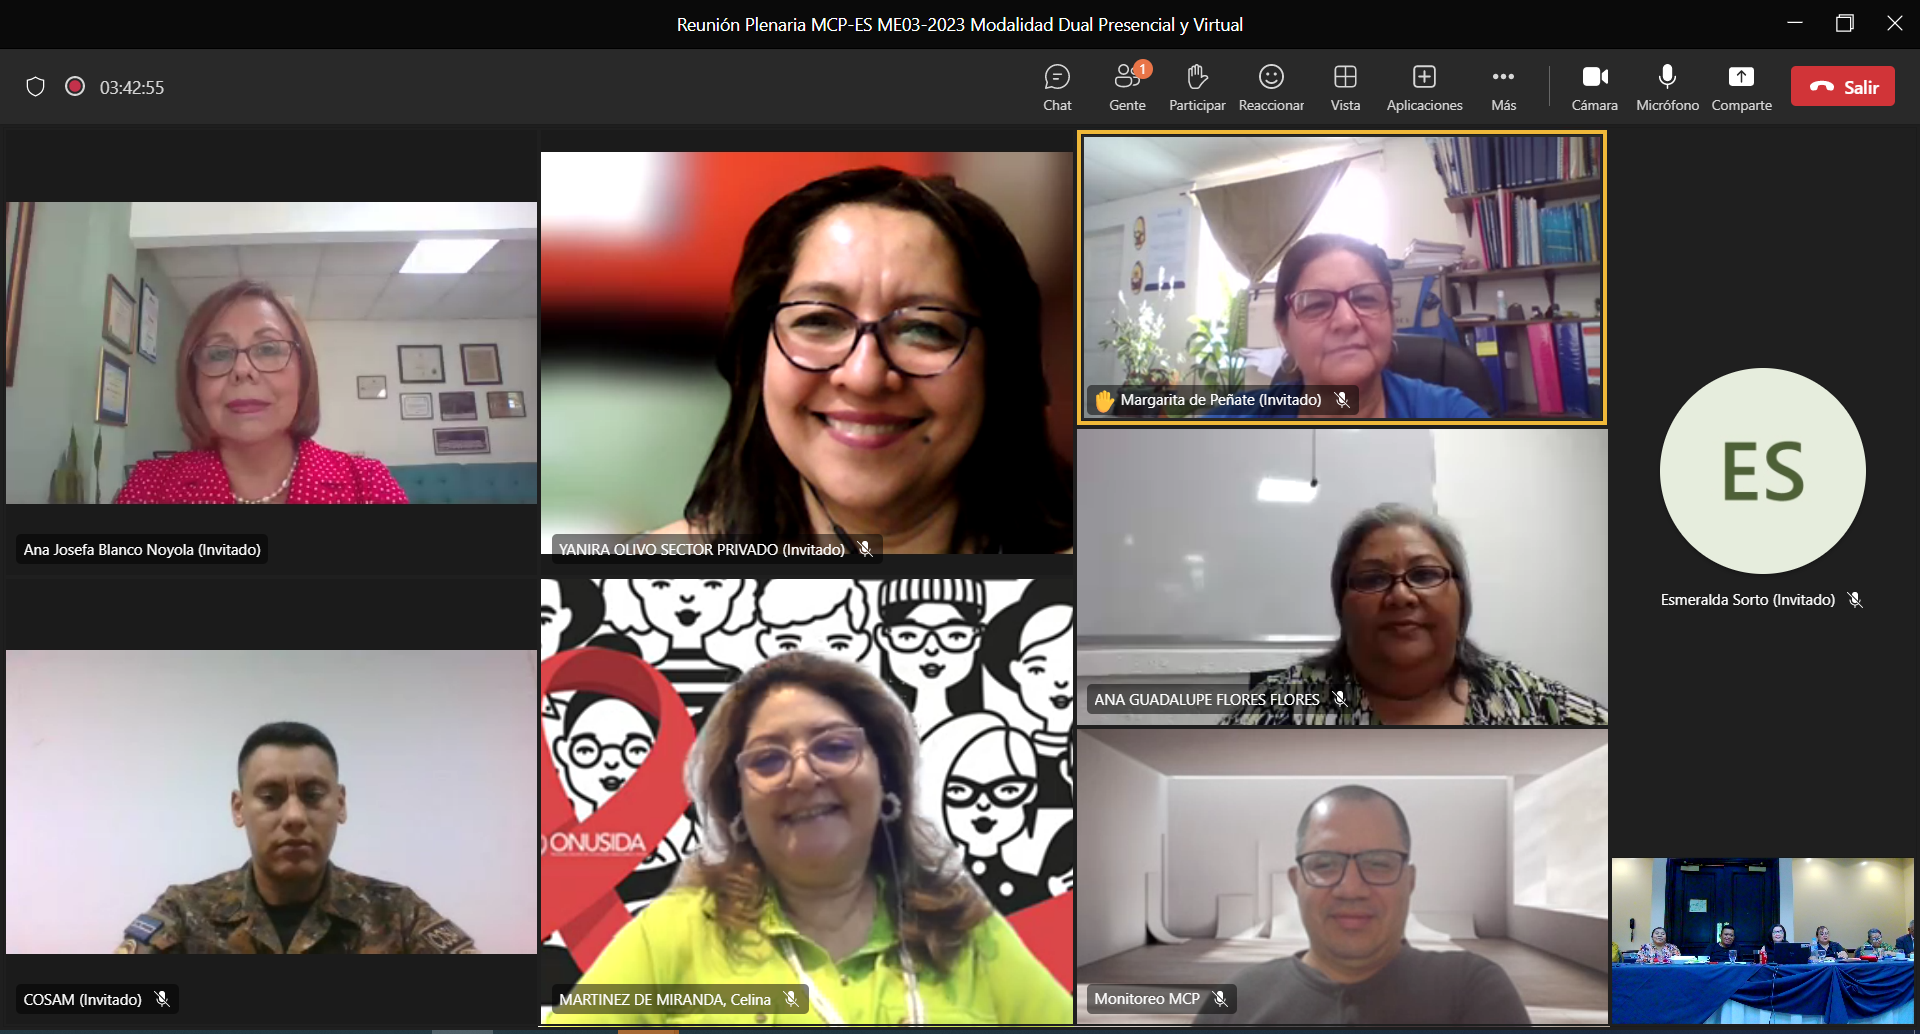 Reunión Plenaria MCP-ES ME03-2023 Modalidad Dual Presencial y Virtual
03:42:55
1
Chat
Gente
Participar
Reaccionar
Vista
Aplicaciones
Más
Cámara
Micrófono
Comparte
Salir
Ana Josefa Blanco Noyola (Invitado)
YANIRA OLIVO SECTOR PRIVADO (Invitado)
Margarita de Peñate (Invitado)
ANA GUADALUPE FLORES FLORES
ES
Esmeralda Sorto (Invitado)
COSAM (Invitado)
ONUSIDA
MARTINEZ DE MIRANDA, Celina
Monitoreo MCP